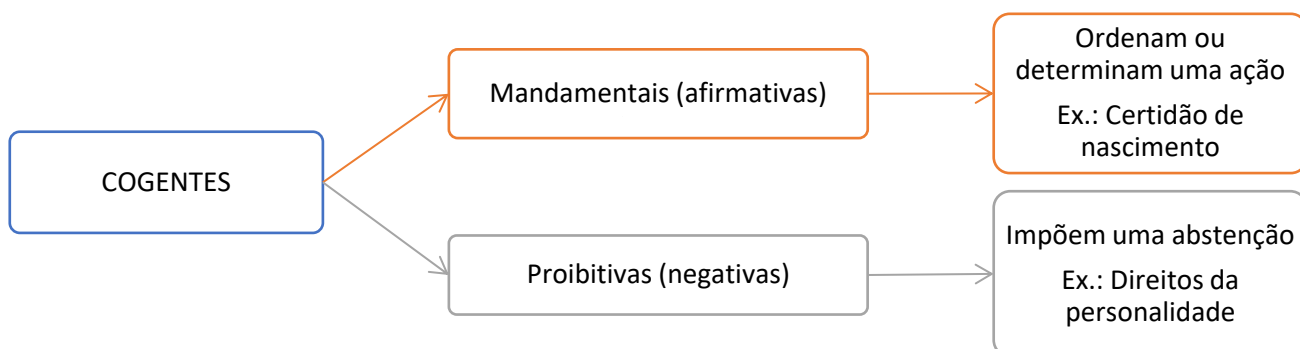 COGENTES
Mandamentais (afirmativas)
Ordenam ou
determinam uma ação
Ex.: Certidão de
nascimento
Proibitivas (negativas)
Impõem uma abstenção
Ex.: Direitos da
personalidade